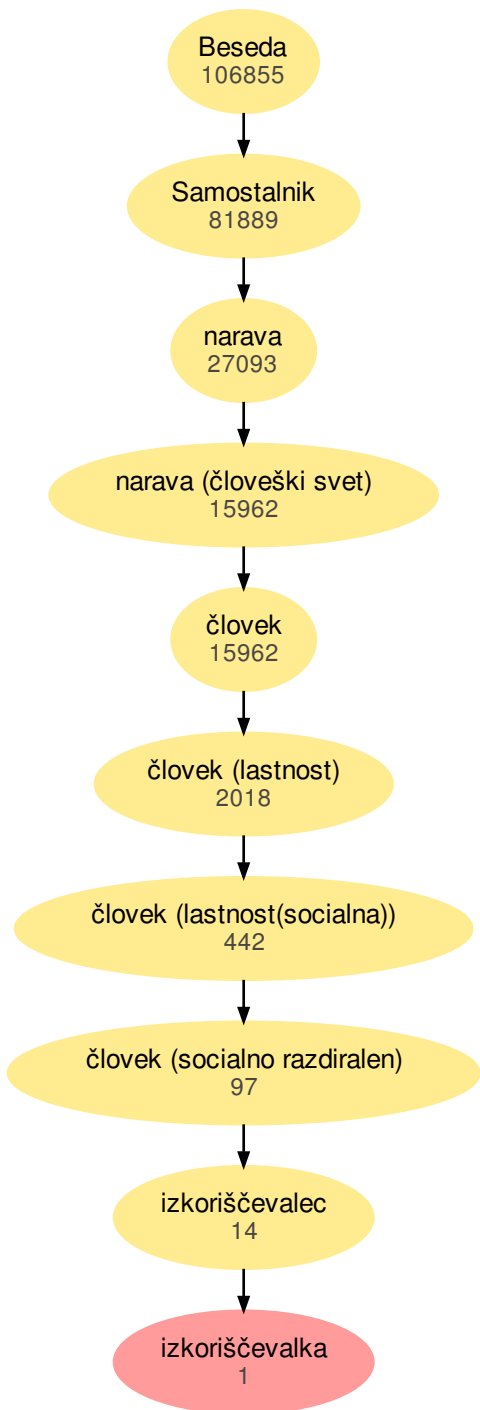 Beseda
106855
Samostalnik
81889
narava
27093
narava (človeški svet)
15962
človek
15962
človek (lastnost)
2018
človek (lastnost(socialna))
442
človek (socialno razdiralen)
97
izkoriščevalec
14
izkoriščevalka
1